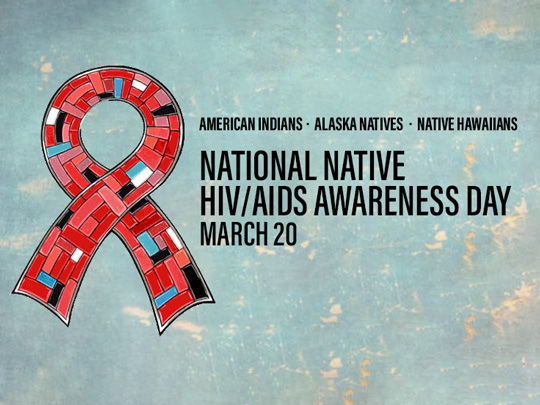 AMERICAN INDIANS · ALASKA NATIVES · NATIVE HAWAIIANS
NATIONAL NATIVE
HIV/AIDS AWARENESS DAY
MARCH 20